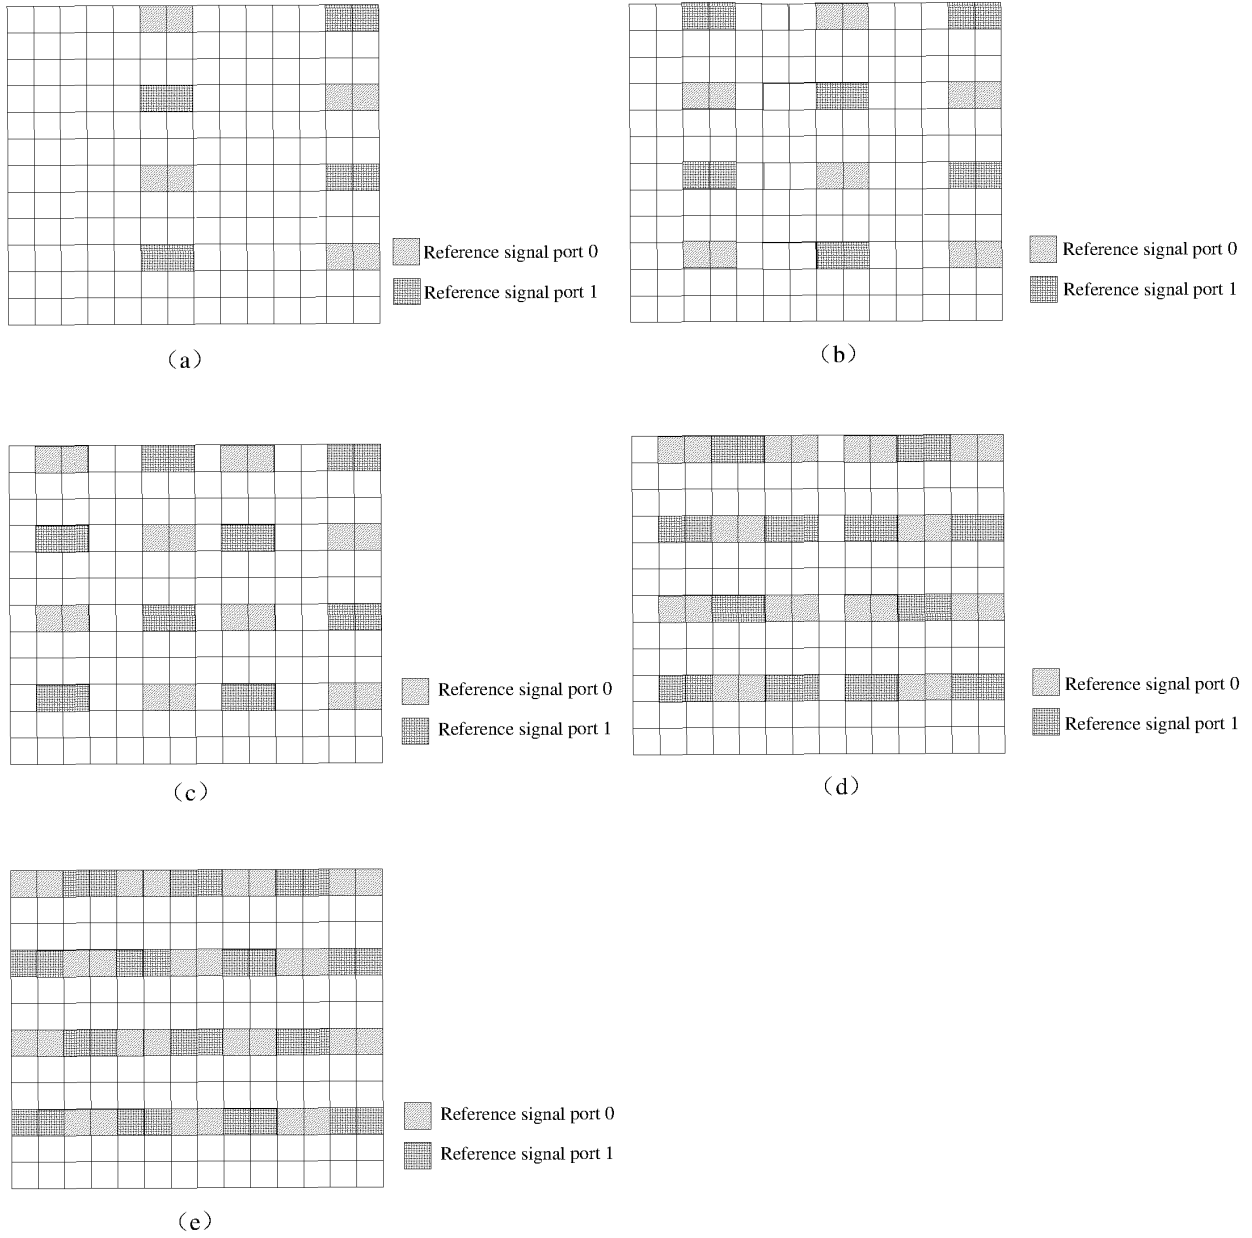 Reference signal port 0
Reference signal port 1
（a）
Reference signal port 0
Reference signal port 1
（b）
Reference signal port 0
Reference signal port 1
（c）
Reference signal port 0
Reference signal port 1
（d）
Reference signal port 0
Reference signal port 1
（e）